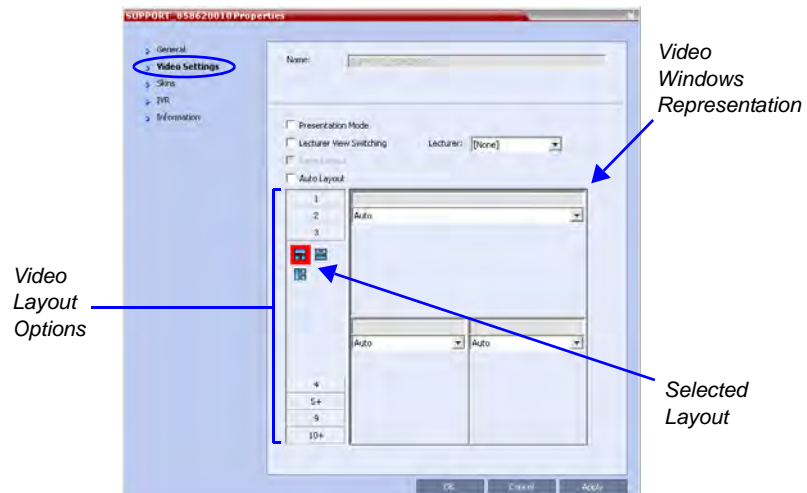 SUPPORT_858620010 Properties
General
Video Settings
Skins
IVR
Information
Name:
Presentation Mode
Lecturer View Switching
Lecturer:
[None]
Auto Layout
1
2
3
4
5+
9
10+
Auto
Auto
Auto
OK
Cancel
Apply
Video
Windows
Representation
Video
Layout
Options
Selected
Layout